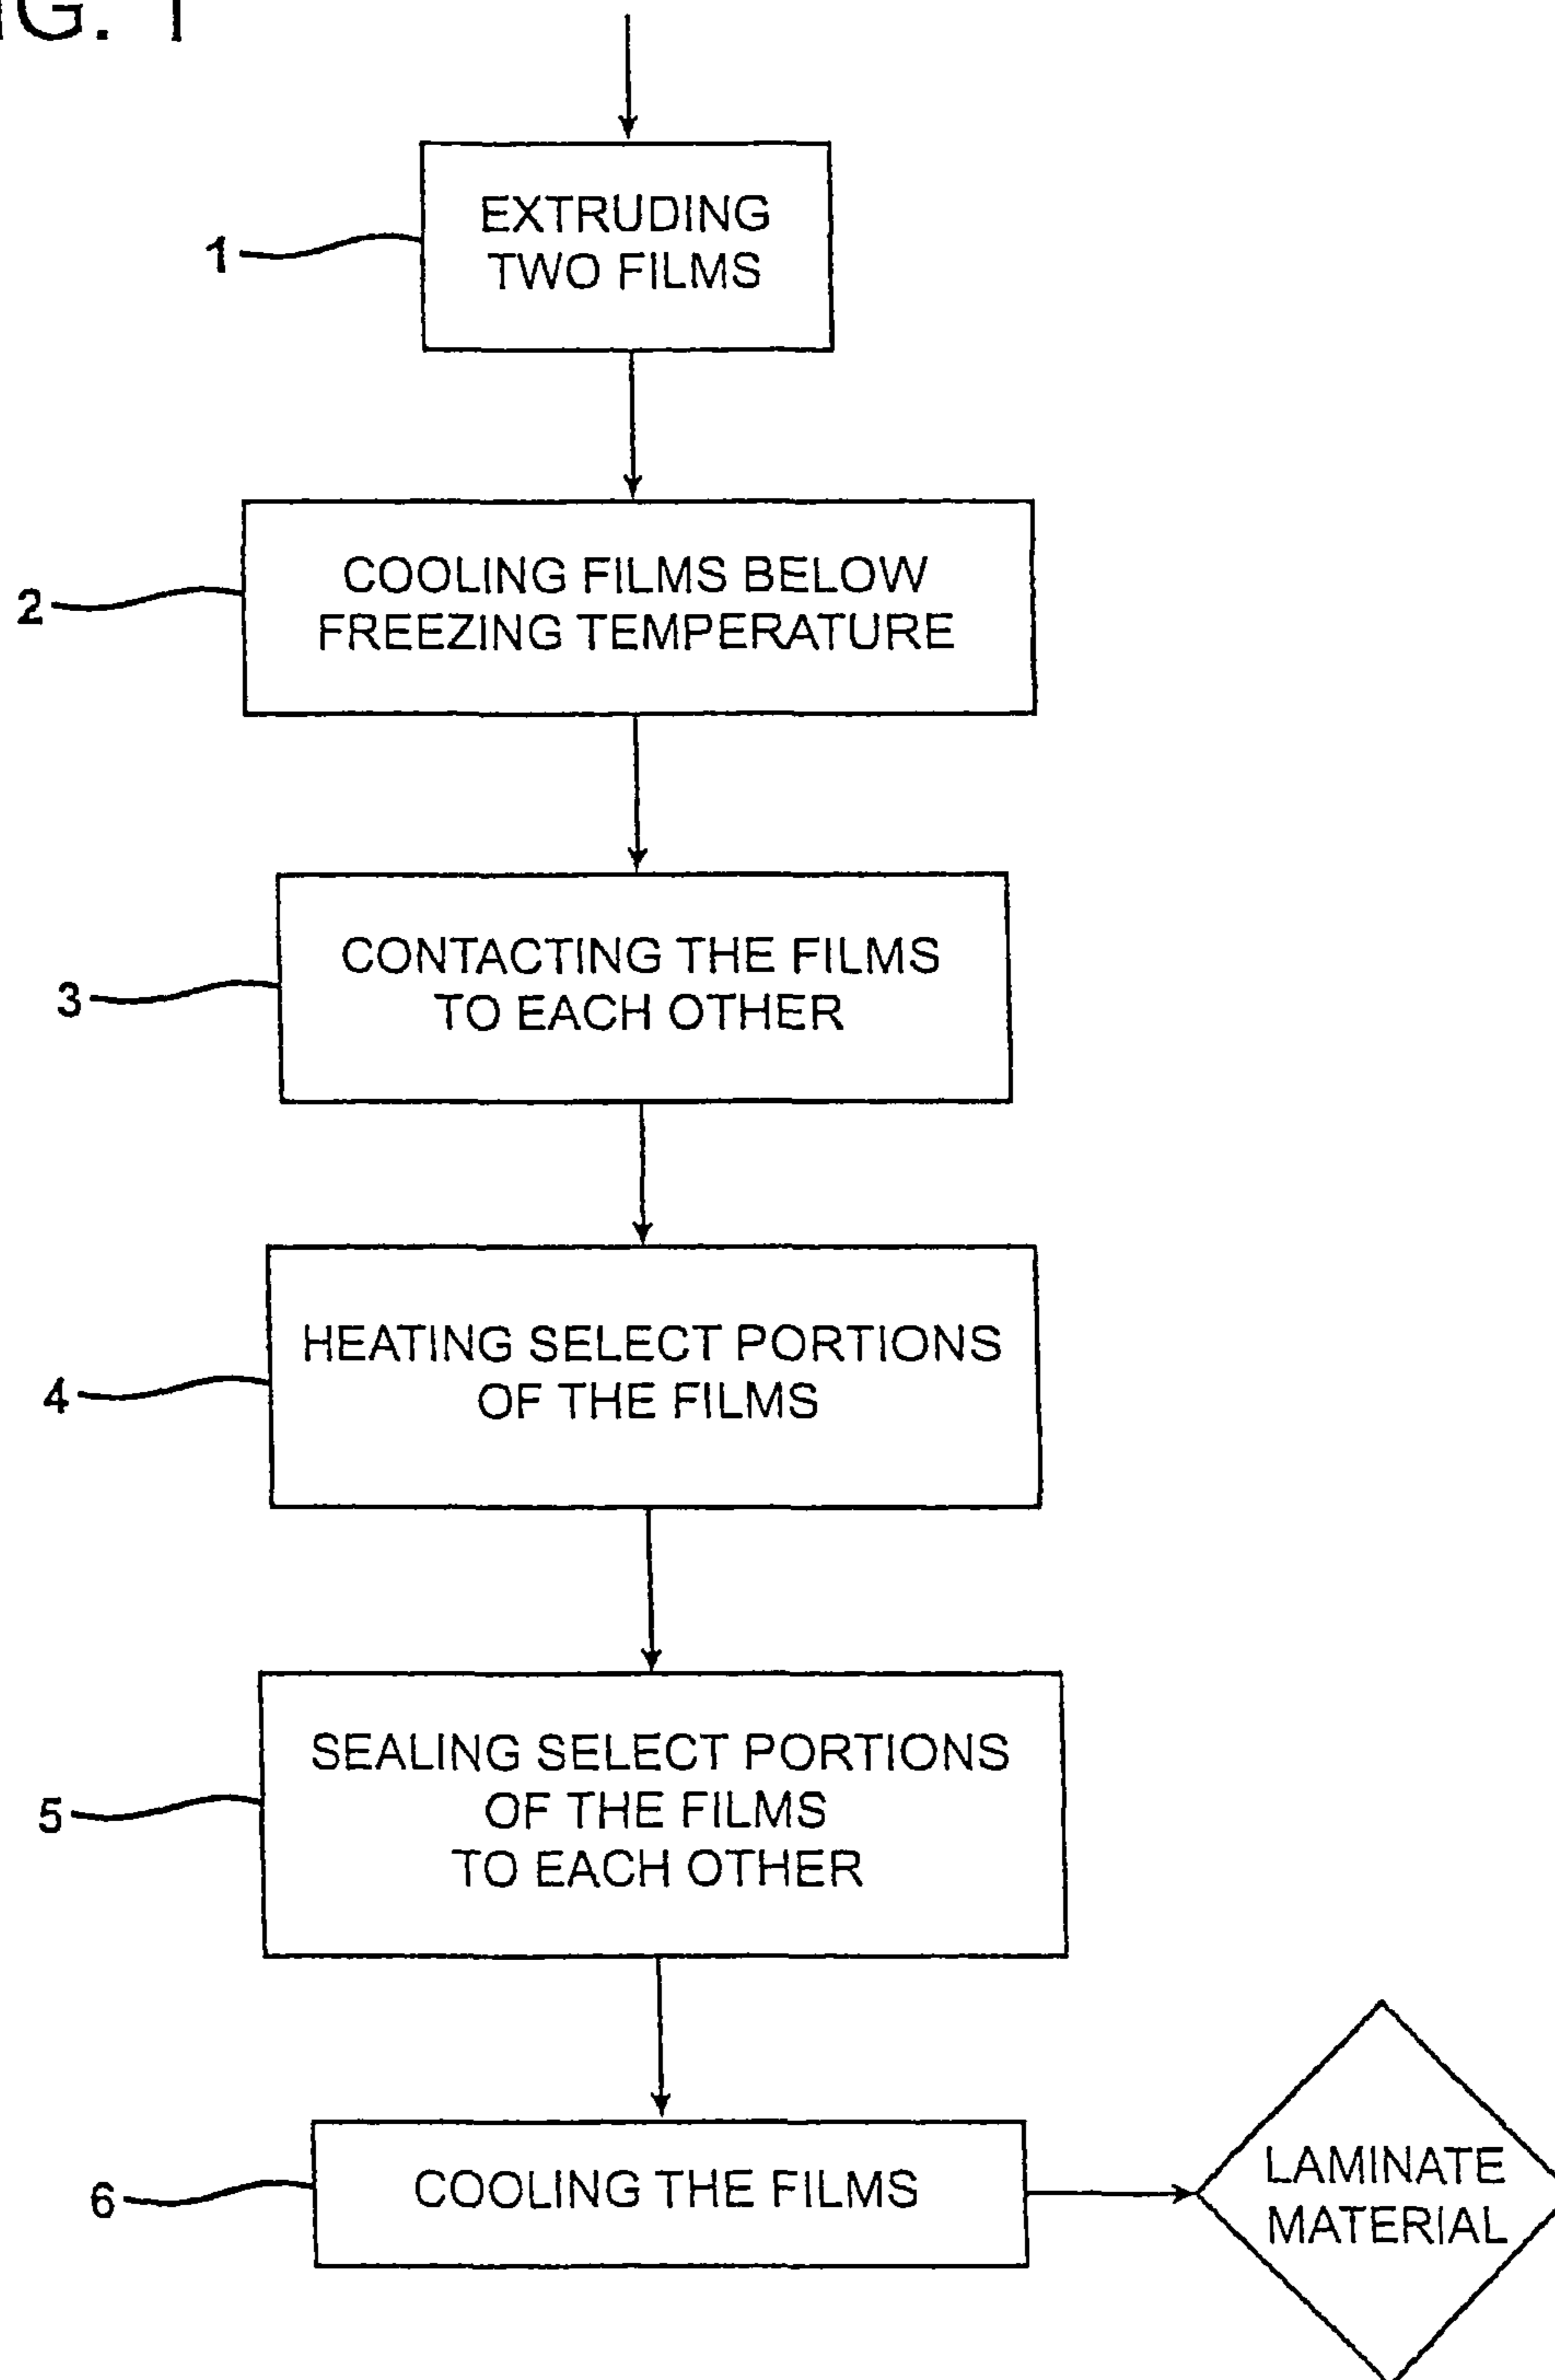 FIG. 1
EXTRUDING
TWO FILMS
1
COOLING FILMS BELOW
FREEZING TEMPERATURE
2
CONTACTING THE FILMS
TO EACH OTHER
3
HEATING SELECT PORTIONS
OF THE FILMS
4
SEALING SELECT PORTIONS
OF THE FILMS
TO EACH OTHER
5
COOLING THE FILMS
6
LAMINATE
MATERIAL